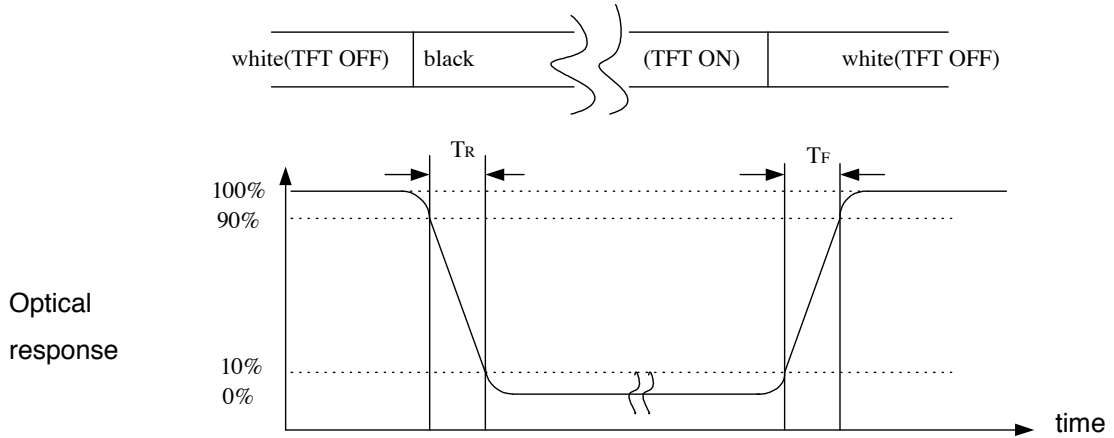 white(TFT OFF) black (TFT ON) white(TFT OFF)
TR TF
100%
90%
Optical
response
10%
0%
time